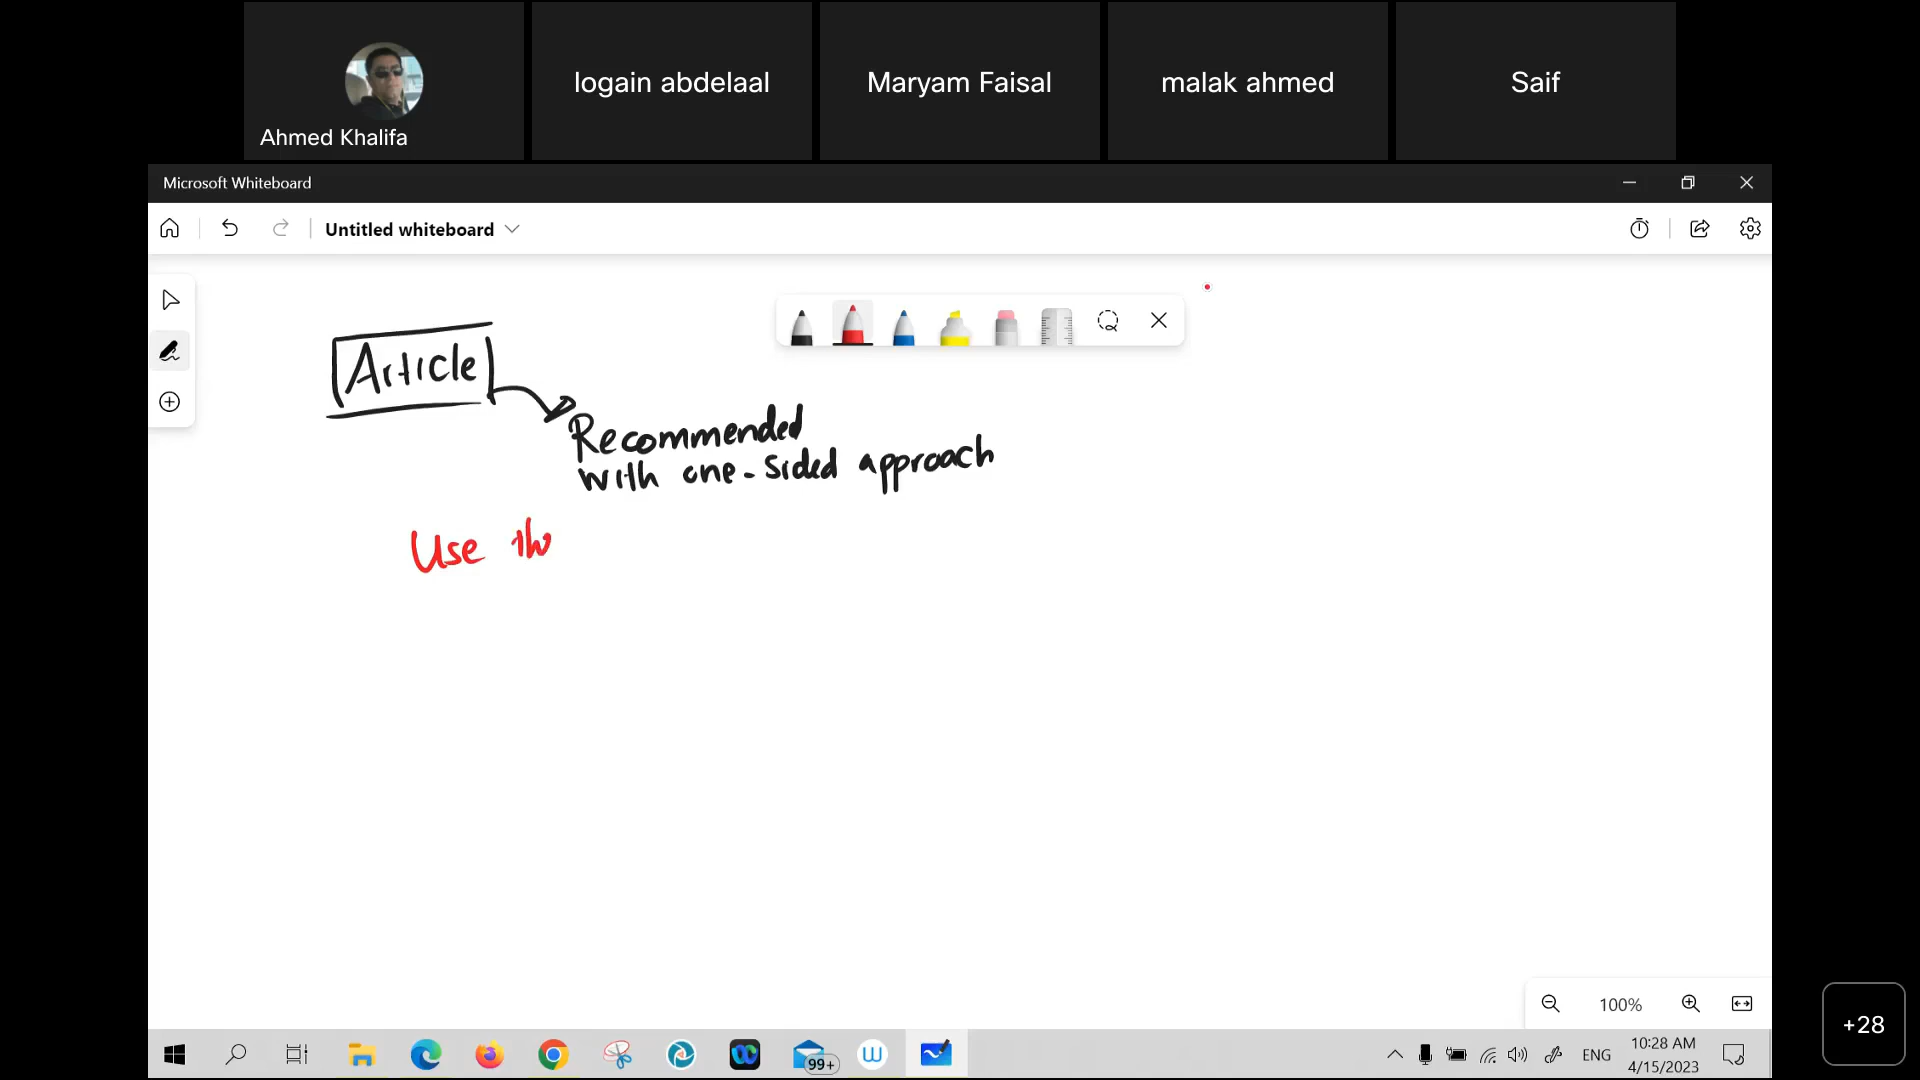 logain abdelaal
Maryam Faisal
malak ahmed
Saif
Ahmed Khalifa
Microsoft Whiteboard
Untitled whiteboard
Article
Recommended
with one-sided approach
Use
100%
+28
99+
ENG
10:28 AM
4/15/2023